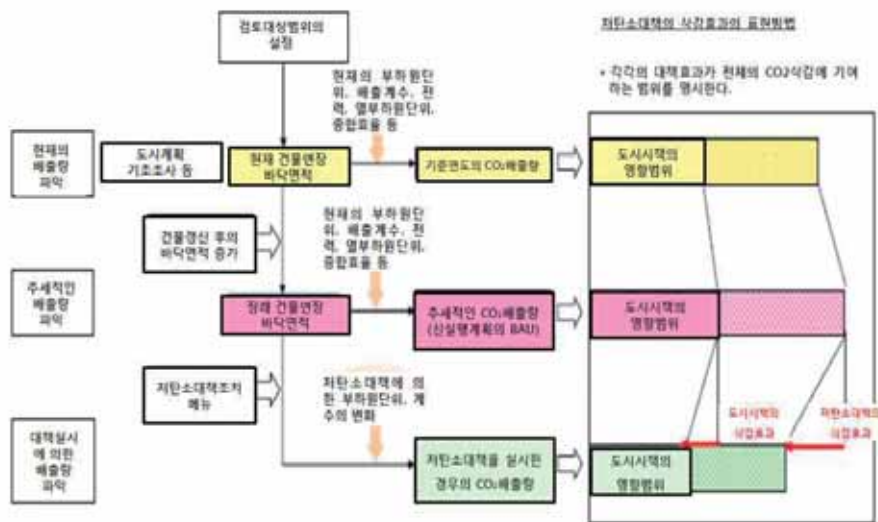 검토대상범위의
설정
저탄소대책의 삭감효과의 표현방법
• 각각의 대책효과가 전체의 CO2삭감에 기여
하는 범위를 명시한다.
현재의 부하원단
위, 배출계수, 전
력, 열부하원단위,
종합효율 등
현재의
배출량
파악
도시계획
기초조사 등
현재 건물연장
바닥면적
기준연도의 CO₂배출량
도시시책의
영향범위
건물갱신 후의
바닥면적 증가
현재의 부하원단
위, 배출계수, 전
력, 열부하원단위,
종합효율 등
추세적인
배출량
파악
장래 건물연장
바닥면적
추세적인 CO₂배출량
(신실행계획의 BAU)
도시시책의
영향범위
저탄소대책조치
메뉴
저탄소대책에 의
한 부하원단위, 계
수의 변화
도시시책의
삭감효과
저탄소대책의
삭감효과
대책실시
에 의한
배출량
파악
저탄소대책을 실시한
경우의 CO₂배출량
도시시책의
영향범위